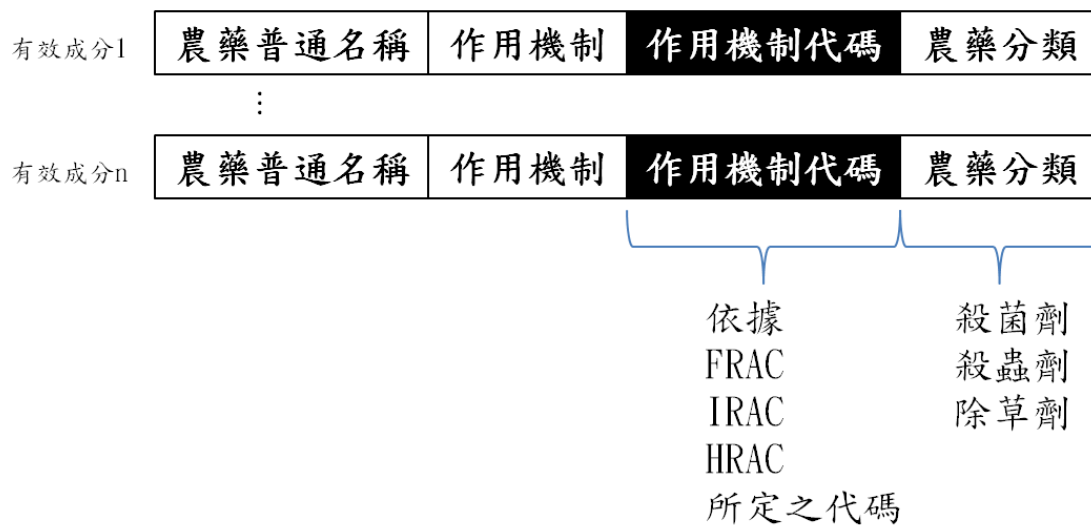 有效成分1 農藥普通名稱 作用機制 作用機制代碼 農藥分類
⋮
有效成分n 農藥普通名稱 作用機制 作用機制代碼 農藥分類
依據 殺菌劑
FRAC 殺蟲劑
IRAC 除草劑
HRAC
所定之代碼